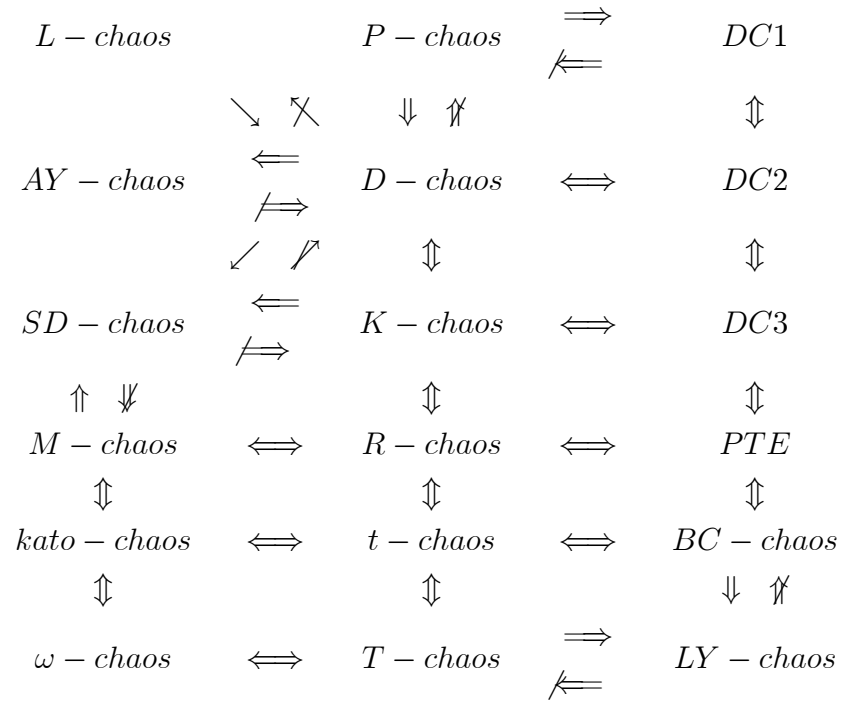 L − chaos P − chaos ⟹ ⟸̸ DC1
↘ ↖̸ ⇓ ⇑̸ ⇕
AY − chaos ⟸ ⟹̸ D − chaos ⟺ DC2
↙ ↗̸ ⇕ ⇕
SD − chaos ⟸ ⟹̸ K − chaos ⟺ DC3
⇑ ⇓̸ ⇕ ⇕
M − chaos ⟺ R − chaos ⟺ PTE
⇕ ⇕ ⇕
kato − chaos ⟺ t − chaos ⟺ BC − chaos
⇕ ⇕ ⇓ ⇑̸
ω − chaos ⟺ T − chaos ⟹ ⟸̸ LY − chaos